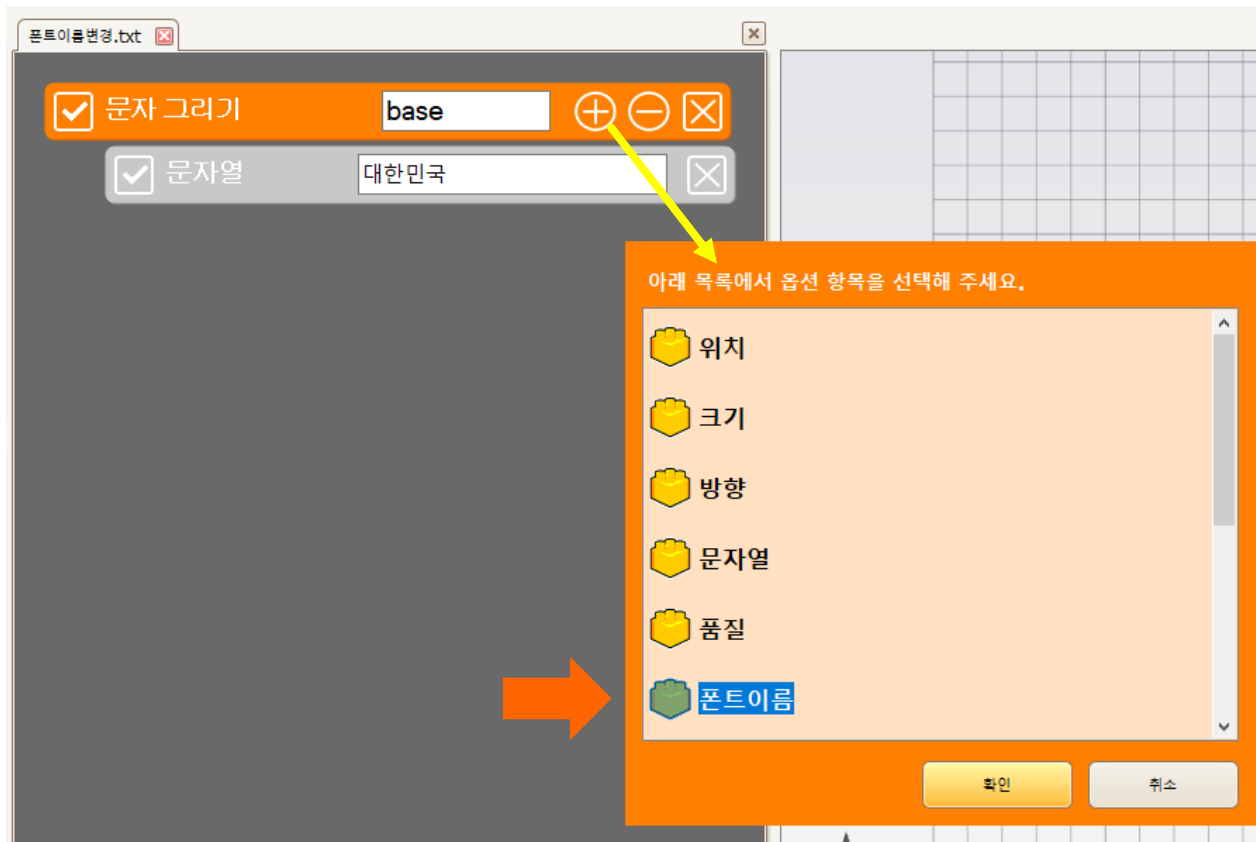 폰트이름변경.txt
문자 그리기 base
문자열 대한민국
아래 목록에서 옵션 항목을 선택해 주세요.
위치
크기
방향
문자열
품질
폰트이름
확인 취소